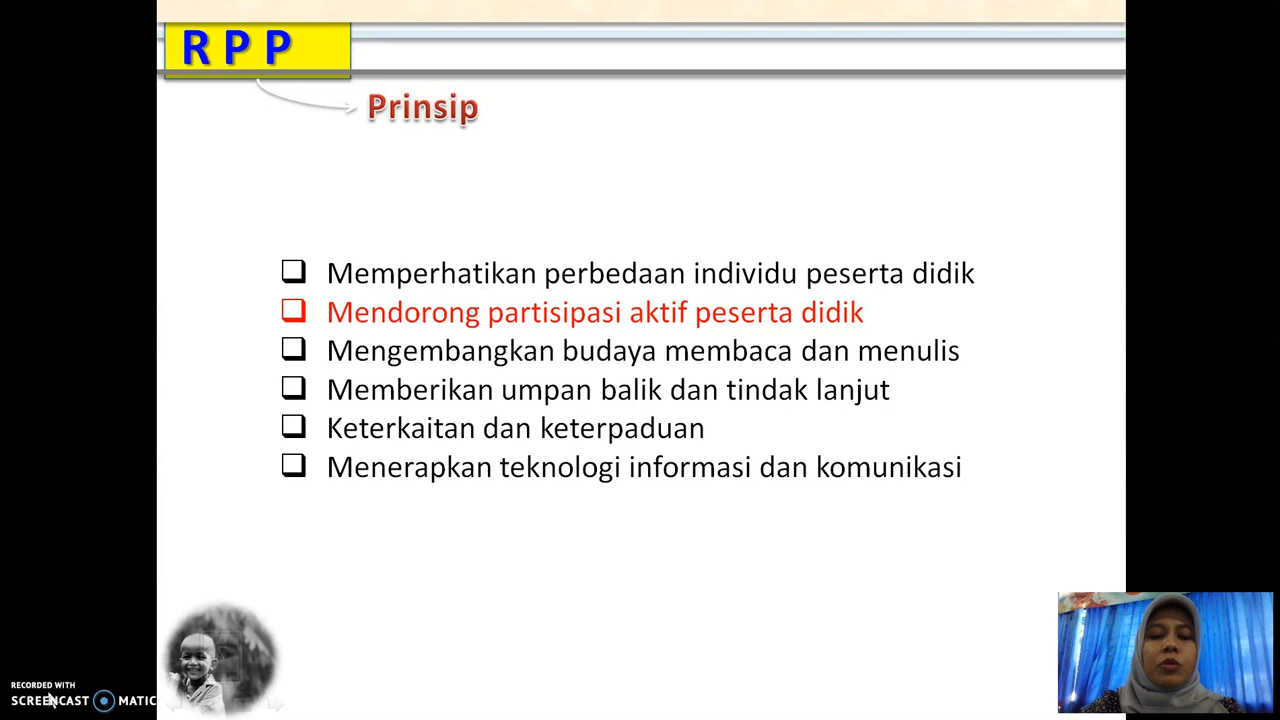 R P P
Prinsip
Memperhatikan perbedaan individu peserta didik
Mendorong partisipasi aktif peserta didik
Mengembangkan budaya membaca dan menulis
Memberikan umpan balik dan tindak lanjut
Keterkaitan dan keterpaduan
Menerapkan teknologi informasi dan komunikasi
RECORDED WITH
SCREENCAST MATIC